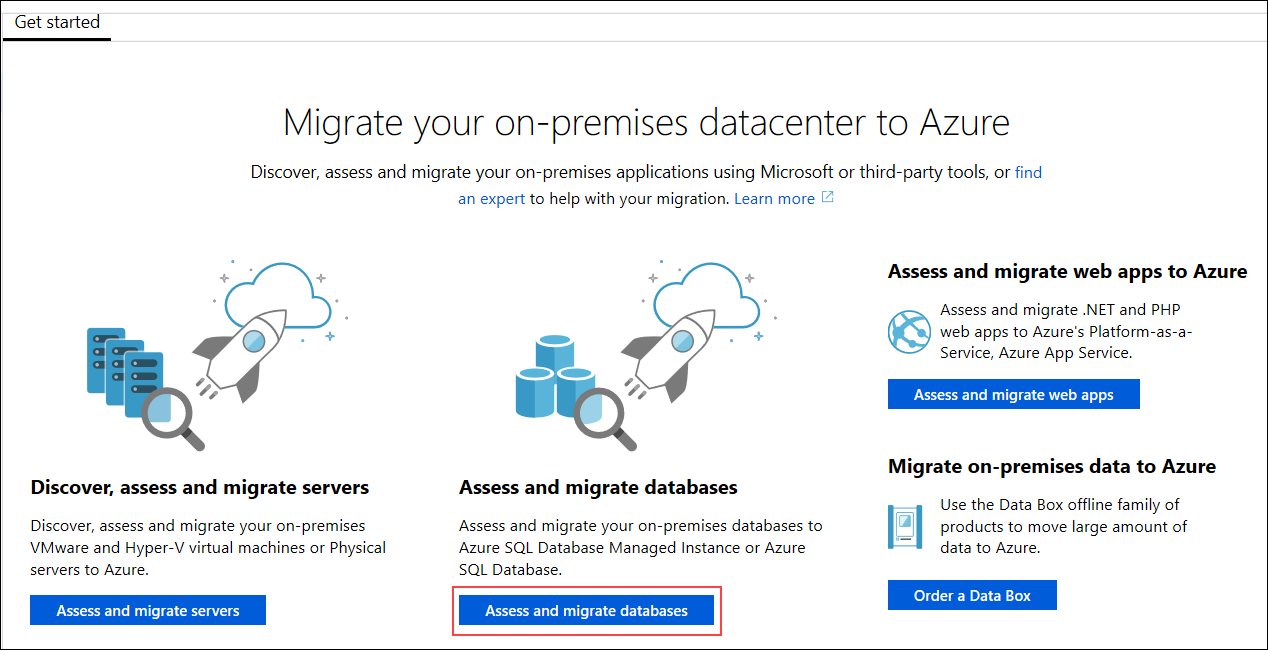 Get started
Migrate your on-premises datacenter to Azure
Discover, assess and migrate your on-premises applications using Microsoft or third-party tools, or find
an expert to help with your migration. Learn more
Discover, assess and migrate servers
Discover, assess and migrate your on-premises
VMware and Hyper-V virtual machines or Physical
servers to Azure.
Assess and migrate servers
Assess and migrate databases
Assess and migrate your on-premises databases to
Azure SQL Database Managed Instance or Azure
SQL Database.
Assess and migrate databases
Assess and migrate web apps to Azure
Assess and migrate .NET and PHP
web apps to Azure's Platform-as-a-
Service, Azure App Service.
Assess and migrate web apps
Migrate on-premises data to Azure
Use the Data Box offline family of
products to move large amount of
data to Azure.
Order a Data Box